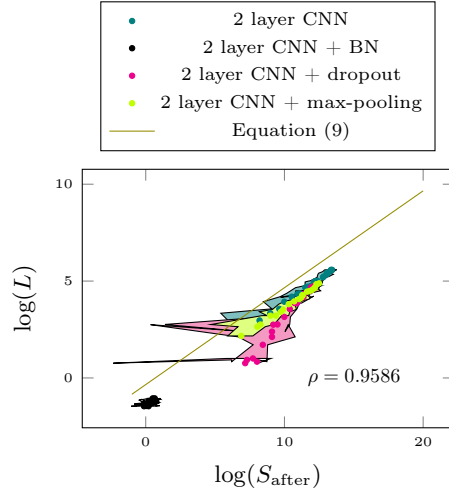 2 layer CNN
2 layer CNN + BN
2 layer CNN + dropout
2 layer CNN + max-pooling
Equation (9)
10
5
0
log(L)
ρ = 0.9586
0 10 20
log(S_after)